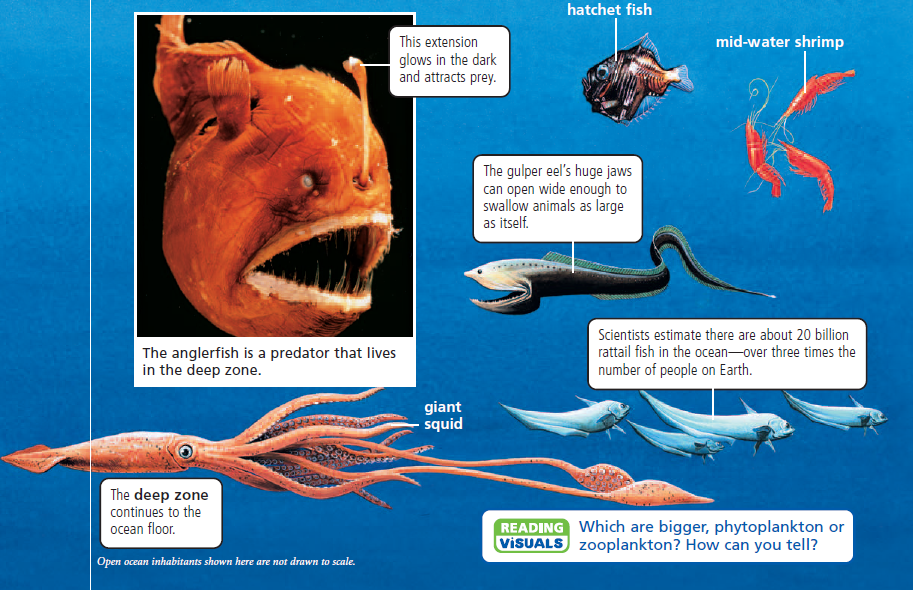 hatchet fish
mid-water shrimp
This extension
glows in the dark
and attracts prey.
The gulper eel's huge jaws
can open wide enough to
swallow animals as large
as itself.
The anglerfish is a predator that lives
in the deep zone.
Scientists estimate there are about 20 billion
rattail fish in the ocean—over three times the
number of people on Earth.
giant
squid
The deep zone
continues to the
ocean floor.
Open ocean inhabitants shown here are not drawn to scale.
READING
ViSUALS
Which are bigger, phytoplankton or
zooplankton? How can you tell?